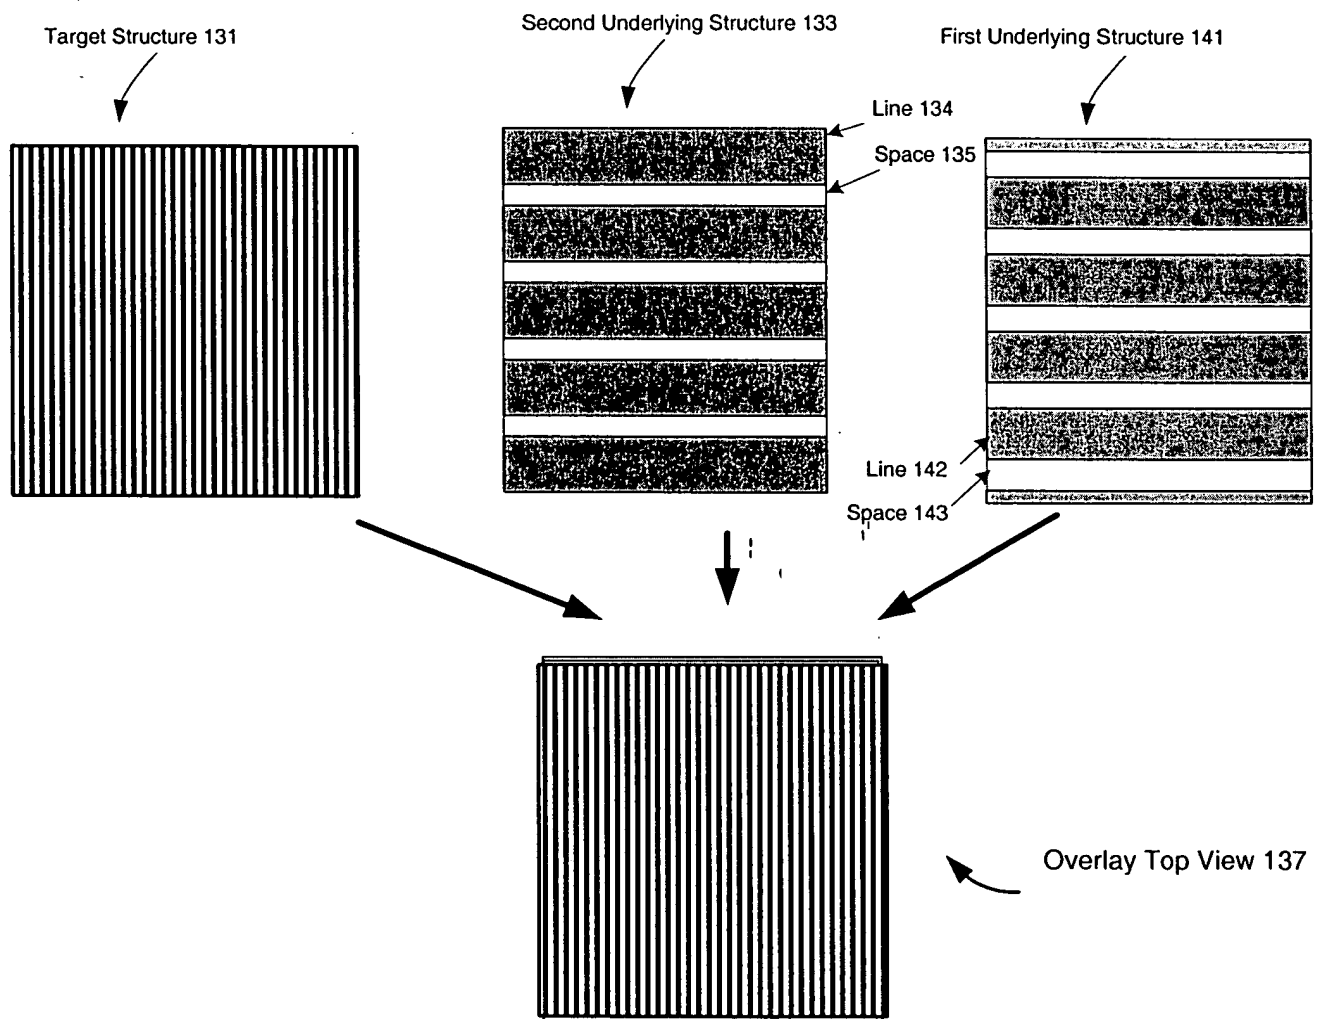 Target Structure 131
Second Underlying Structure 133
First Underlying Structure 141
Line 134
Space 135
Line 142
Space 143
Overlay Top View 137